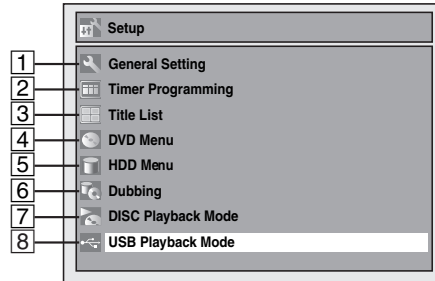 Setup
1 General Setting
2 Timer Programming
3 Title List
4 DVD Menu
5 HDD Menu
6 Dubbing
7 DISC Playback Mode
8 USB Playback Mode